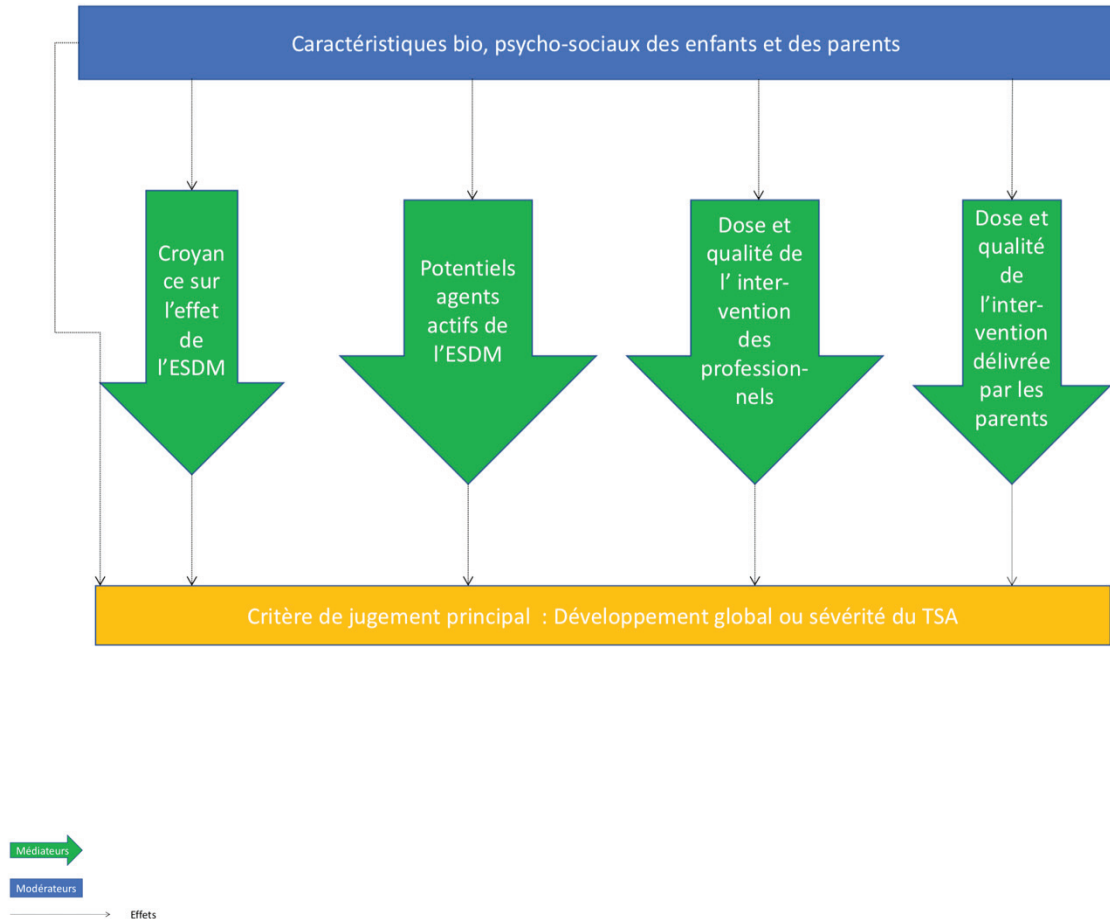 Caractéristiques bio, psycho-sociaux des enfants et des parents
Croyan
ce sur
l'effet
de
l'ESDM
Potentiels
agents
actifs de
l'ESDM
Dose et
qualité de
l' inter-
vention
des
profession-
nels
Dose et
qualité
de
l'inter-
vention
délivrée
par les
parents
Critère de jugement principal : Développement global ou sévérité du TSA
Médiateurs
Modérateurs
Effets